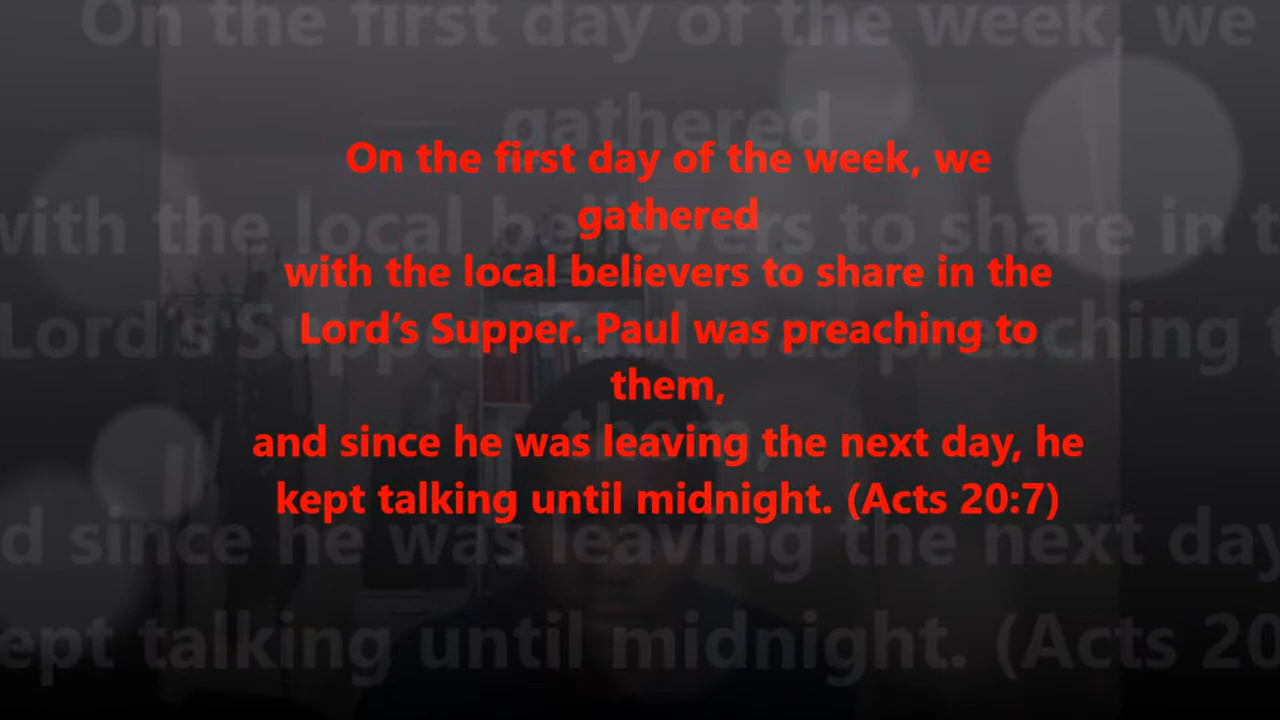 On the first day of the week, we
gathered
with the local believers to share in the
Lord’s Supper. Paul was preaching to
them,
and since he was leaving the next day, he
kept talking until midnight. (Acts 20:7)